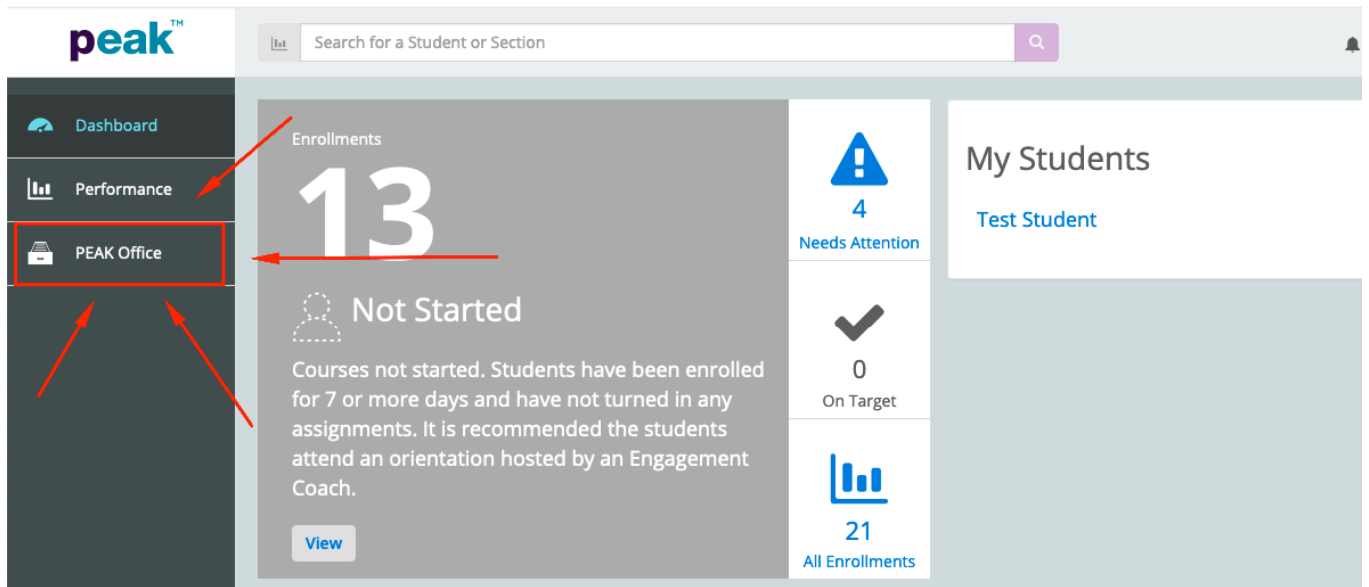 peak™
Search for a Student or Section
Dashboard
Performance
PEAK Office
Enrollments
13
Not Started
Courses not started. Students have been enrolled
for 7 or more days and have not turned in any
assignments. It is recommended the students
attend an orientation hosted by an Engagement
Coach.
View
4
Needs Attention
0
On Target
21
All Enrollments
My Students
Test Student